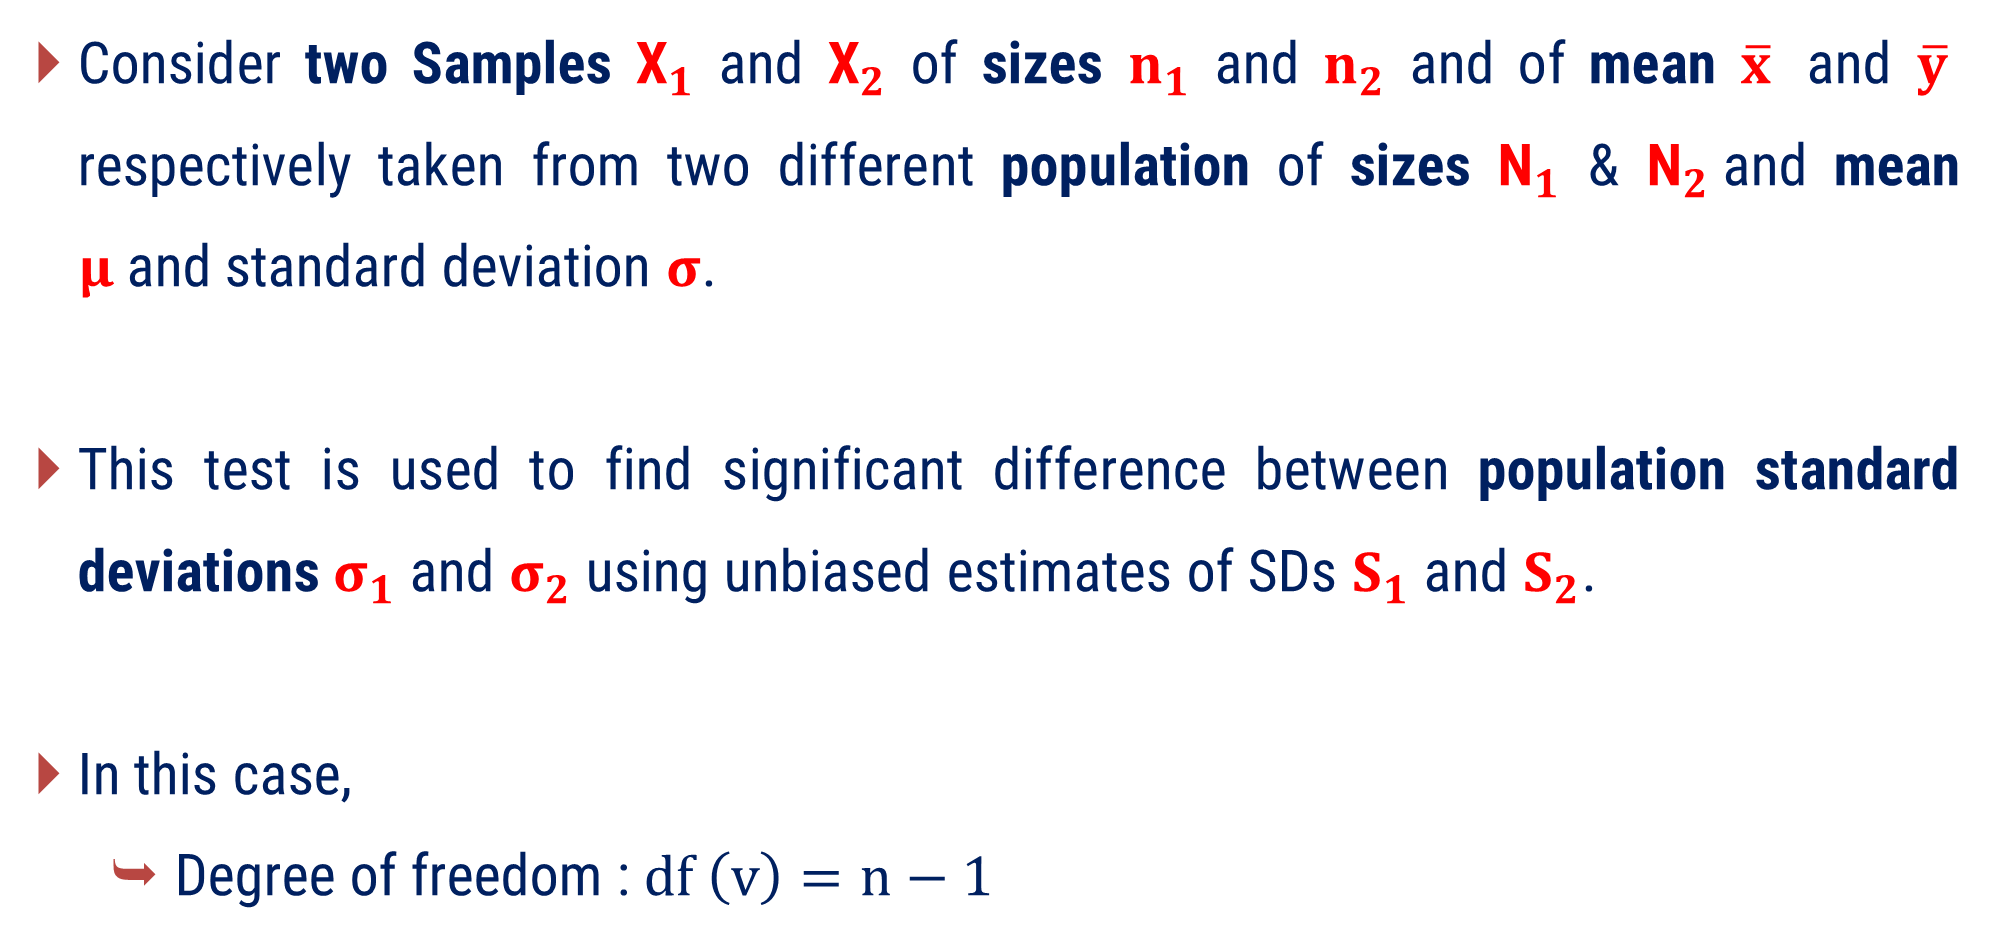 Consider two Samples X₁ and X₂ of sizes n₁ and n₂ and of mean x̅ and y̅
respectively taken from two different population of sizes N₁ & N₂ and mean
μ and standard deviation σ.
This test is used to find significant difference between population standard
deviations σ₁ and σ₂ using unbiased estimates of SDs S₁ and S₂.
In this case,
Degree of freedom : df (v) = n − 1